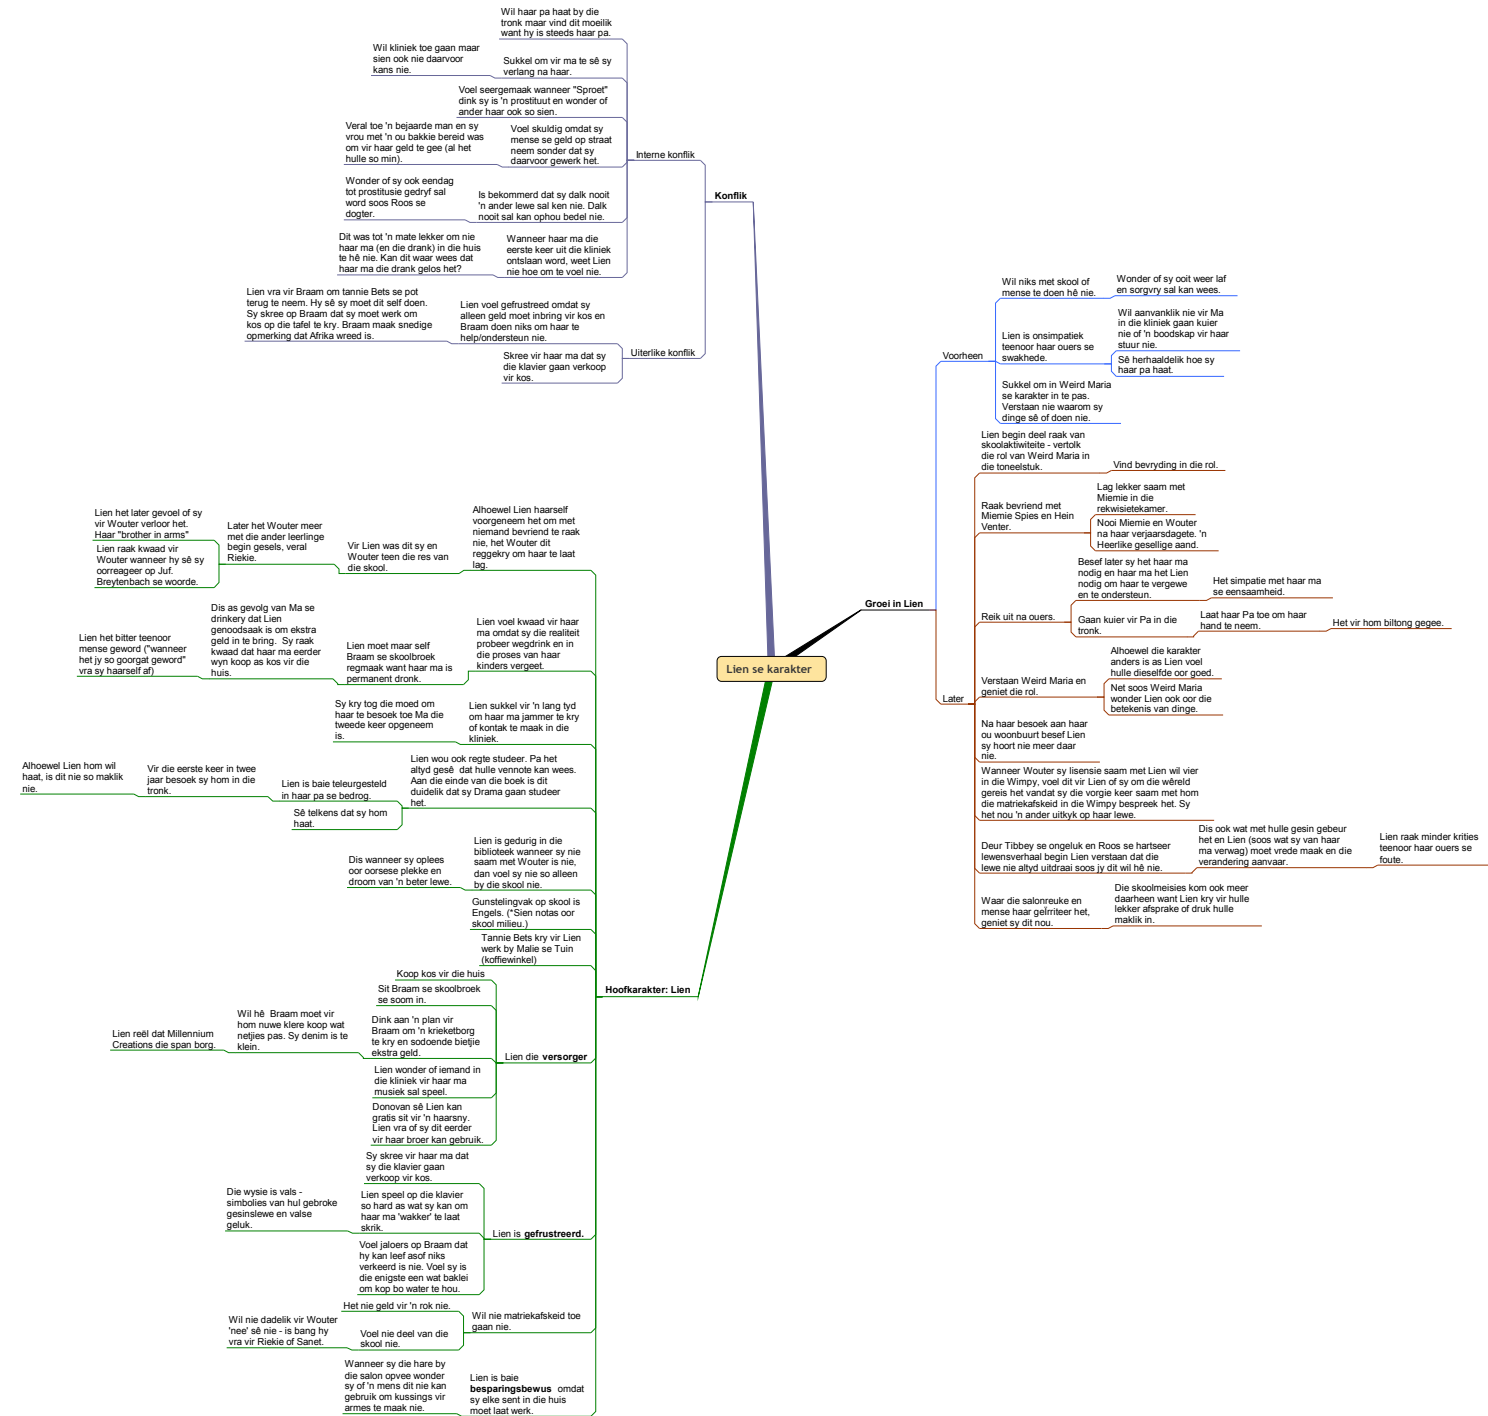 Lien se karakter
Konflik
Interne konflik
Wil haar pa haat by die
tronk maar vind dit moeilik
want hy is steeds haar pa.
Sukkel om vir ma te sê sy
verlang na haar.
Wil kliniek toe gaan maar
sien ook nie daarvoor
kans nie.
Voel seergemaak wanneer "Sproet"
dink sy is 'n prostituut en wonder of
ander haar ook so sien.
Voel skuldig omdat sy
mense se geld op straat
neem sonder dat sy
daarvoor gewerk het.
Veral toe 'n bejaarde man en sy
vrou met 'n ou bakkie bereid was
om vir haar geld te gee (al het
hulle so min).
Is bekommerd dat sy dalk nooit
'n ander lewe sal ken nie. Dalk
nooit sal kan ophou bedel nie.
Wonder of sy ook eendag
tot prostitusie gedryf sal
word soos Roos se
dogter.
Wanneer haar ma die
eerste keer uit die kliniek
ontslaan word, weet Lien
nie hoe om te voel nie.
Dit was tot 'n mate lekker om nie
haar ma (en die drank) in die huis
te hê nie. Kan dit waar wees dat
haar ma die drank gelos het?
Uiterlike konflik
Lien voel gefrustreed omdat sy
alleen geld moet inbring vir kos en
Braam doen niks om haar te
help/ondersteun nie.
Lien vra vir Braam om tannie Bets se pot
terug te neem. Hy sê sy moet dit self doen.
Sy skree op Braam dat sy moet werk om
kos op die tafel te kry. Braam maak snedige
opmerking dat Afrika wreed is.
Skree vir haar ma dat sy
die klavier gaan verkoop
vir kos.
Groei in Lien
Voorheen
Wil niks met skool of
mense te doen hê nie.
Wonder of sy ooit weer laf
en sorgvry sal kan wees.
Lien is onsimpatiek
teenoor haar ouers se
swakhede.
Wil aanvanklik nie vir Ma
in die kliniek gaan kuier
nie of 'n boodskap vir haar
stuur nie.
Sê herhaaldelik hoe sy
haar pa haat.
Sukkel om in Weird Maria
se karakter in te pas.
Verstaan nie waarom sy
dinge sê of doen nie.
Later
Lien begin deel raak van
skoolaktiwiteite - vertolk
die rol van Weird Maria in
die toneelstuk.
Vind bevryding in die rol.
Raak bevriend met
Miemie Spies en Hein
Venter.
Lag lekker saam met
Miemie in die
rekwisietekamer.
Nooi Miemie en Wouter
na haar verjaarsdagete. 'n
Heerlike gesellige aand.
Reik uit na ouers.
Besef later sy het haar ma
nodig en haar ma het Lien
nodig om haar te vergewe
en te ondersteun.
Het simpatie met haar ma
se eensaamheid.
Gaan kuier vir Pa in die
tronk.
Laat haar Pa toe om haar
hand te neem.
Het vir hom biltong gegee.
Verstaan Weird Maria en
geniet die rol.
Alhoewel die karakter
anders is as Lien voel
hulle dieselfde oor goed.
Net soos Weird Maria
wonder Lien ook oor die
betekenis van dinge.
Na haar besoek aan haar
ou woonbuurt besef Lien
sy hoort nie meer daar
nie.
Wanneer Wouter sy lisensie saam met Lien wil vier
in die Wimpy, voel dit vir Lien of sy om die wêreld
gereis het vandat sy die vorgie keer saam met hom
die matriekafskeid in die Wimpy bespreek het. Sy
het nou 'n ander uitkyk op haar lewe.
Deur Tibbey se ongeluk en Roos se hartseer
lewensverhaal begin Lien verstaan dat die
lewe nie altyd uitdraai soos jy dit wil hê nie.
Dis ook wat met hulle gesin gebeur
het en Lien (soos wat sy van haar
ma verwag) moet vrede maak en die
verandering aanvaar.
Lien raak minder krities
teenoor haar ouers se
foute.
Waar die salonreuke en
mense haar geÏrriteer het,
geniet sy dit nou.
Die skoolmeisies kom ook meer
daarheen want Lien kry vir hulle
lekker afsprake of druk hulle
maklik in.
Hoofkarakter: Lien
Alhoewel Lien haarself
voorgeneem het om met
niemand bevriend te raak
nie, het Wouter dit
reggekry om haar te laat
lag.
Vir Lien was dit sy en
Wouter teen die res van
die skool.
Later het Wouter meer
met die ander leerlinge
begin gesels, veral
Riekie.
Lien het later gevoel of sy
vir Wouter verloor het.
Haar "brother in arms"
Lien raak kwaad vir
Wouter wanneer hy sê sy
oorreageer op Juf.
Breytenbach se woorde.
Lien voel kwaad vir haar
ma omdat sy die realiteit
probeer wegdrink en in
die proses van haar
kinders vergeet.
Lien moet maar self
Braam se skoolbroek
regmaak want haar ma is
permanent dronk.
Dis as gevolg van Ma se
drinkery dat Lien
genoodsaak is om ekstra
geld in te bring. Sy raak
kwaad dat haar ma eerder
wyn koop as kos vir die
huis.
Lien het bitter teenoor
mense geword ("wanneer
het jy so goorgat geword"
vra sy haarself af)
Lien sukkel vir 'n lang tyd
om haar ma jammer te kry
of kontak te maak in die
kliniek.
Sy kry tog die moed om
haar te besoek toe Ma die
tweede keer opgeneem
is.
Lien wou ook regte studeer. Pa het
altyd gesê dat hulle vennote kan wees.
Aan die einde van die boek is dit
duidelik dat sy Drama gaan studeer
het.
Lien is baie teleurgesteld
in haar pa se bedrog.
Vir die eerste keer in twee
jaar besoek sy hom in die
tronk.
Alhoewel Lien hom wil
haat, is dit nie so maklik
nie.
Sê telkens dat sy hom
haat.
Lien is gedurig in die
biblioteek wanneer sy nie
saam met Wouter is nie,
dan voel sy nie so alleen
by die skool nie.
Dis wanneer sy oplees
oor oorsese plekke en
droom van 'n beter lewe.
Gunstelingvak op skool is
Engels. (*Sien notas oor
skool milieu.)
Tannie Bets kry vir Lien
werk by Malie se Tuin
(koffiewinkel)
Lien die versorger
Koop kos vir die huis
Sit Braam se skoolbroek
se soom in.
Dink aan 'n plan vir
Braam om 'n krieketborg
te kry en sodoende bietjie
ekstra geld.
Wil hê Braam moet vir
hom nuwe klere koop wat
netjies pas. Sy denim is te
klein.
Lien reël dat Millennium
Creations die span borg.
Lien wonder of iemand in
die kliniek vir haar ma
musiek sal speel.
Donovan sê Lien kan
gratis sit vir 'n haarsny.
Lien vra of sy dit eerder
vir haar broer kan gebruik.
Lien is gefrustreerd.
Sy skree vir haar ma dat
sy die klavier gaan
verkoop vir kos.
Lien speel op die klavier
so hard as wat sy kan om
haar ma 'wakker' te laat
skrik.
Die wysie is vals -
simbolies van hul gebroke
gesinslewe en valse
geluk.
Voel jaloers op Braam dat
hy kan leef asof niks
verkeerd is nie. Voel sy is
die enigste een wat baklei
om kop bo water te hou.
Wil nie matriekafskeid toe
gaan nie.
Het nie geld vir 'n rok nie.
Voel nie deel van die
skool nie.
Wil nie dadelik vir Wouter
'nee' sê nie - is bang hy
vra vir Riekie of Sanet.
Lien is baie
besparingsbewus omdat
sy elke sent in die huis
moet laat werk.
Wanneer sy die hare by
die salon opvee wonder
sy of 'n mens dit nie kan
gebruik om kussings vir
armes te maak nie.